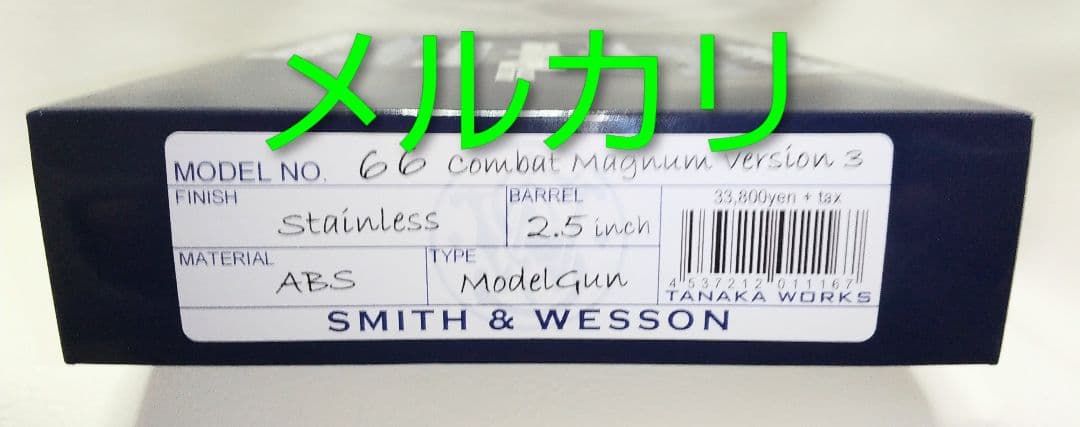 メルカリ
MODEL NO. 66 Combat Magnum Version 3
FINISH
Stainless
BARREL
2.5 inch
33,800yen + tax
MATERIAL
ABS
TYPE
ModelGun
4 537212 011167
TANAKA WORKS
SMITH & WESSON